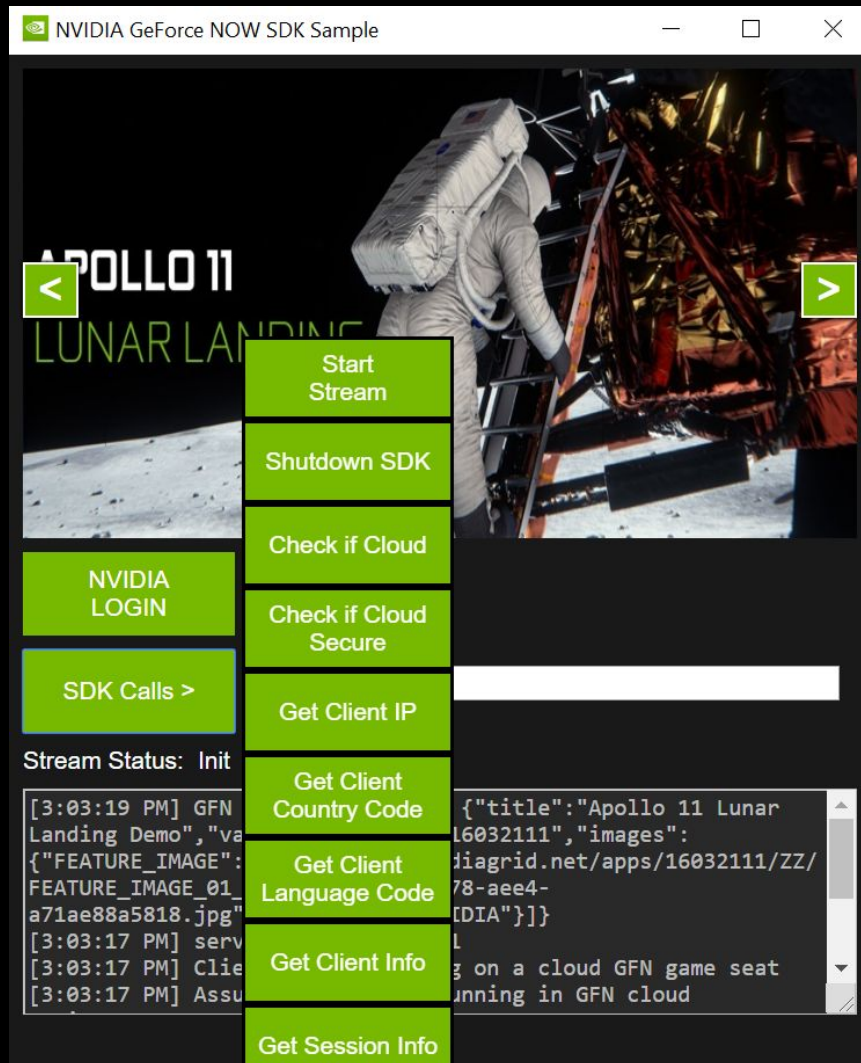 NVIDIA GeForce NOW SDK Sample
APOLLO 11
LUNAR LANDING
<
>
Start
Stream
Shutdown SDK
Check if Cloud
Check if Cloud
Secure
NVIDIA
LOGIN
SDK Calls >
Get Client IP
Get Client
Country Code
Get Client
Language Code
Get Client Info
Get Session Info
Stream Status: Init
[3:03:19 PM] GFN {"title":"Apollo 11 Lunar
Landing Demo","va 16032111","images":
{"FEATURE_IMAGE": diagrid.net/apps/16032111/ZZ/
FEATURE_IMAGE_01_ 78-aee4-
a71ae88a5818.jpg" IDIA"}]}
[3:03:17 PM] serv
[3:03:17 PM] Clie g on a cloud GFN game seat
[3:03:17 PM] Assu unning in GFN cloud